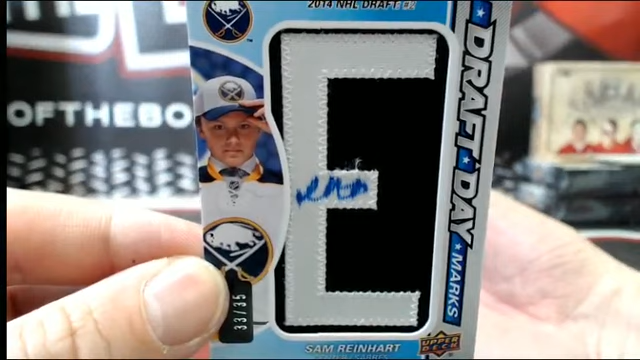 2014 NHL DRAFT #2
DRAFT★DAY
★ MARKS
OFTHEBO
E
33/35
SAM REINHART
UPPER DECK